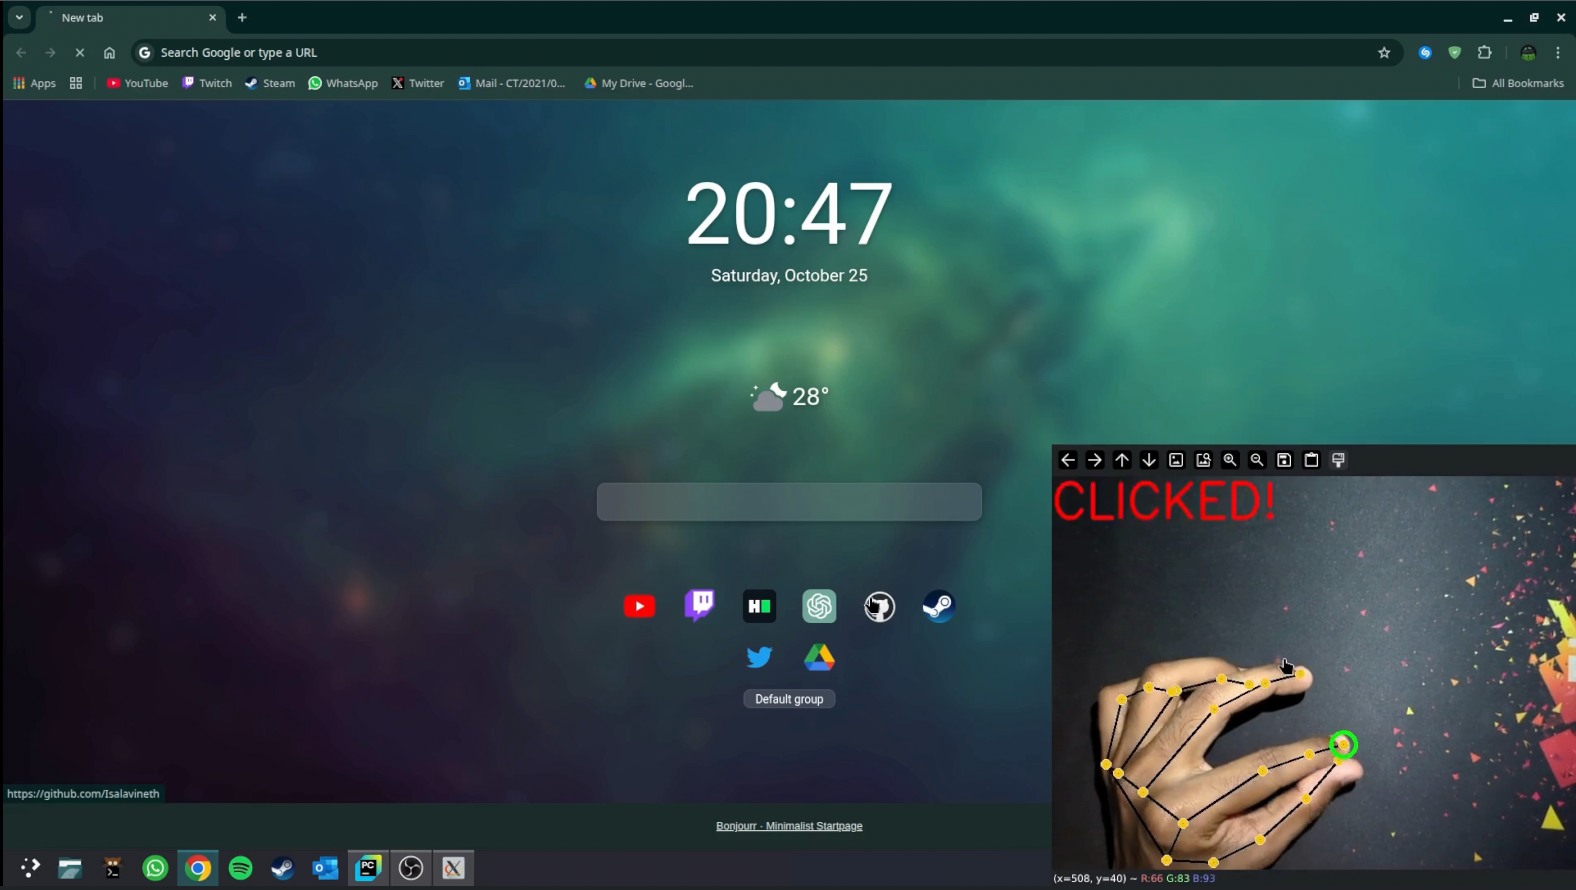 New tab
Search Google or type a URL
Apps YouTube Twitch Steam WhatsApp Twitter Mail - CT/2021/0... My Drive - Googl... All Bookmarks
20:47
Saturday, October 25
28°
CLICKED!
H
Default group
https://github.com/Isalavineth
Bonjourr - Minimalist Startpage
PC
(x=508, y=40) ~ R:66 G:83 B:93